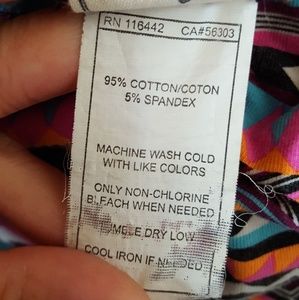 RN 116442 CA#56303
95% COTTON/COTON
5% SPANDEX
MACHINE WASH COLD
WITH LIKE COLORS
ONLY NON-CHLORINE
BLEACH WHEN NEEDED
TUMBLE DRY LOW
COOL IRON IF NEEDED